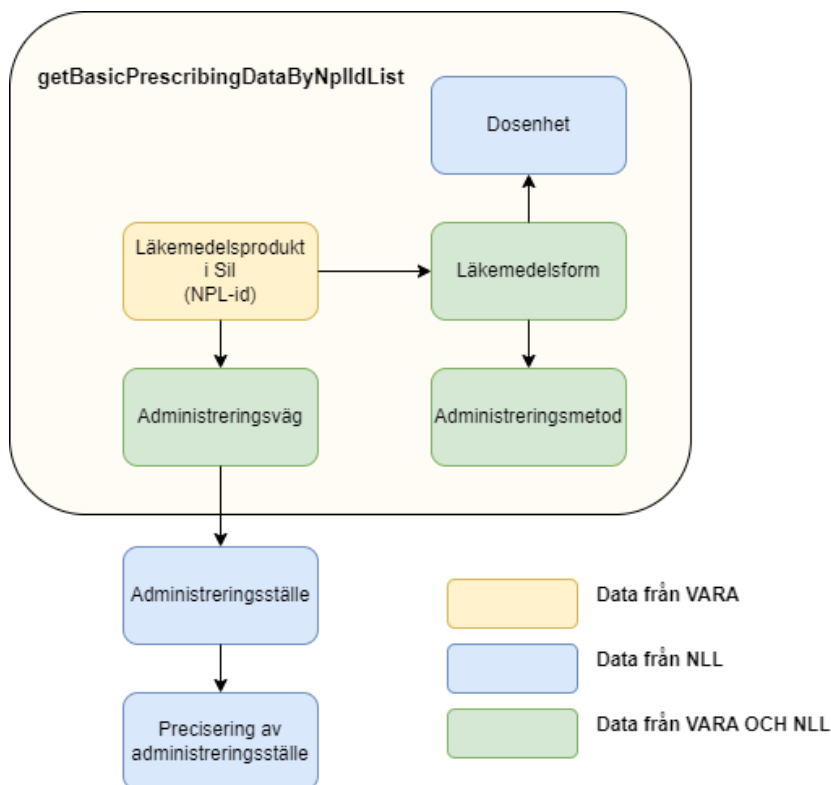 getBasicPrescribingDataByNplIdList
Dosenhet
Läkemedelsprodukt
i Sil
(NPL-id)
Läkemedelsform
Administreringsväg
Administreringsmetod
Administreringsställe
Precisering av
administreringsställe
Data från VARA
Data från NLL
Data från VARA OCH NLL